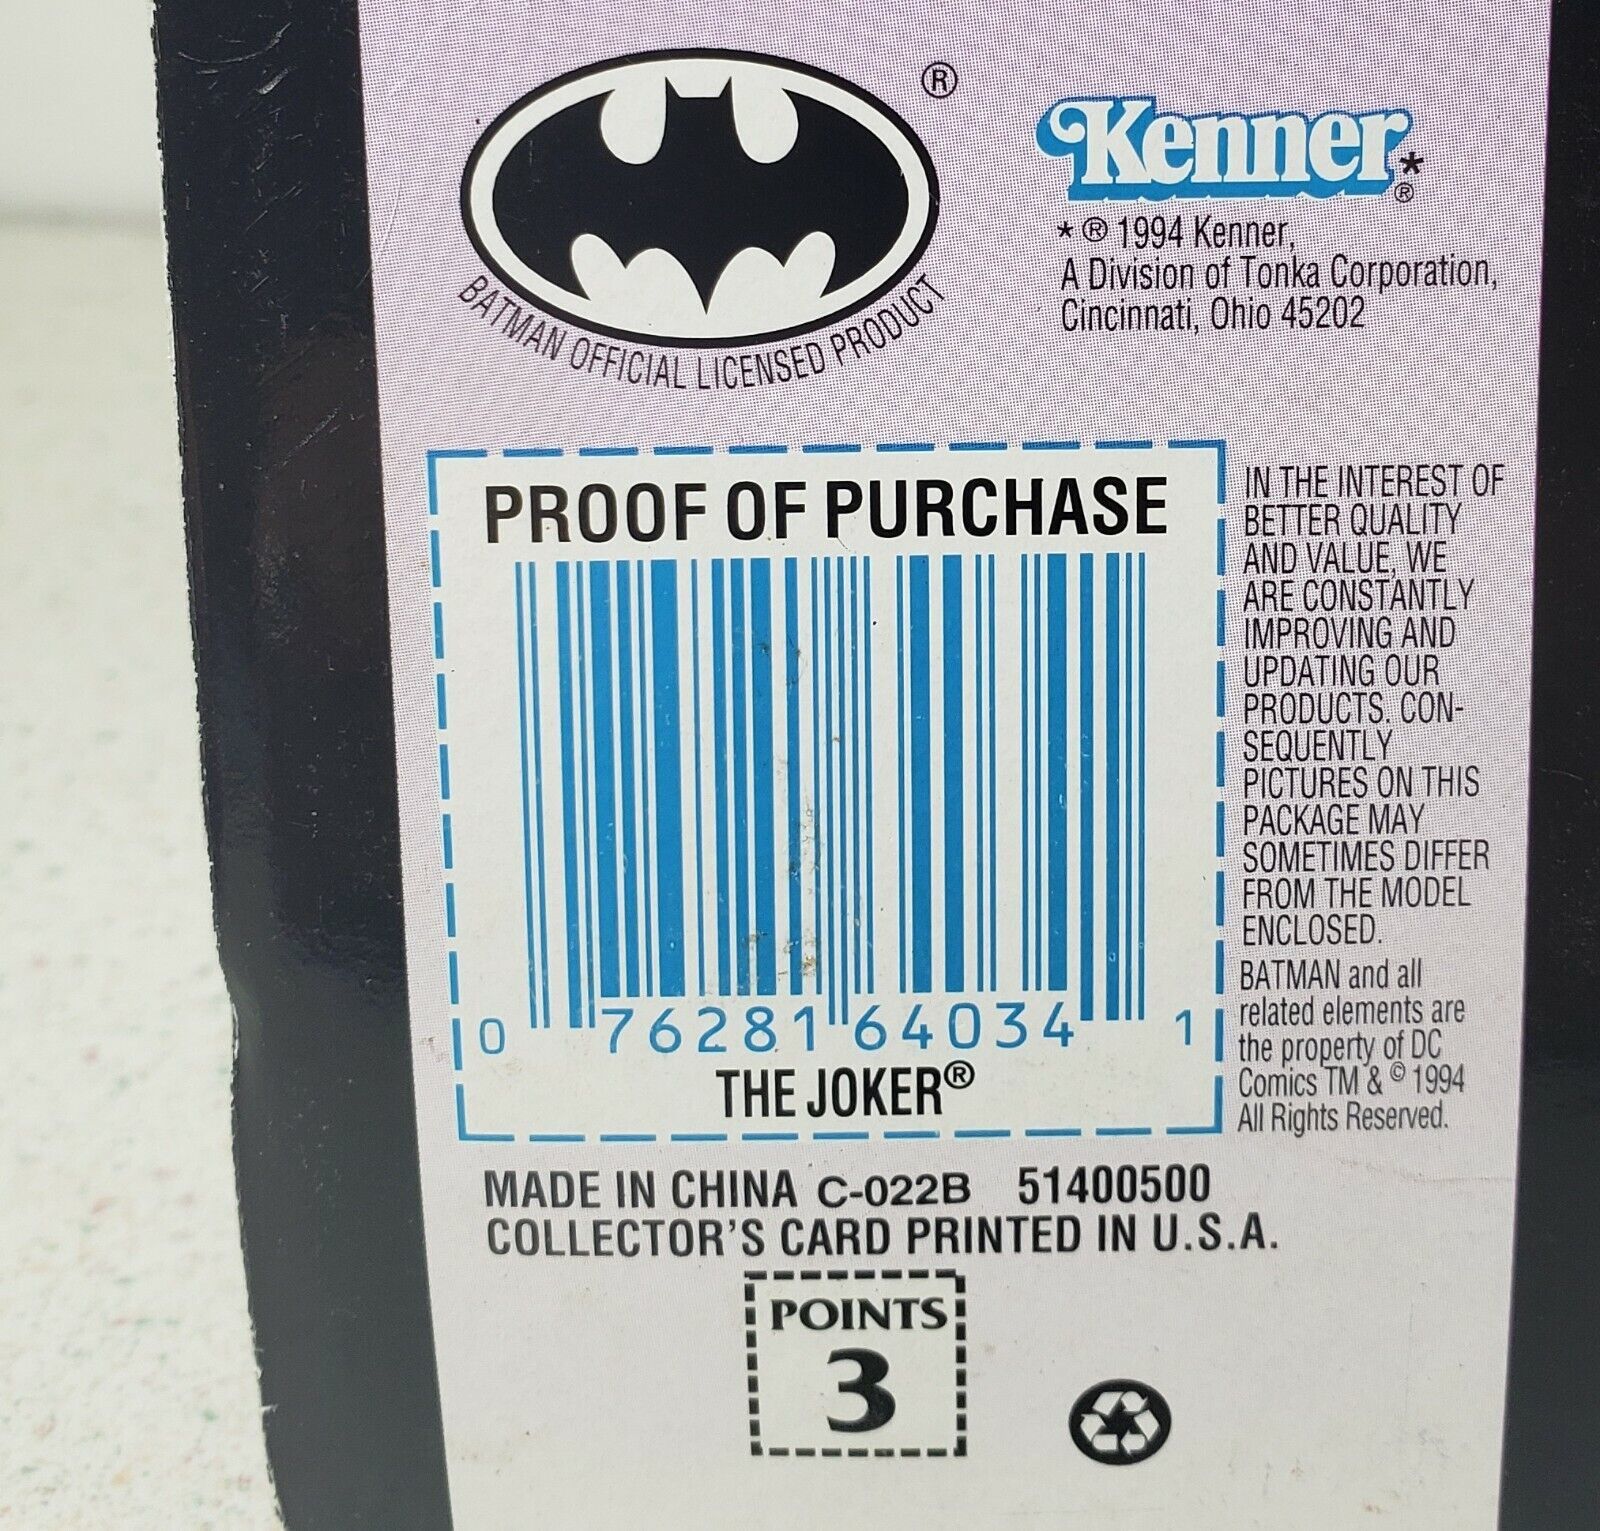 ®
BATMAN OFFICIAL LICENSED PRODUCT
Kenner*®
*® 1994 Kenner,
A Division of Tonka Corporation,
Cincinnati, Ohio 45202
PROOF OF PURCHASE
0 76281 64034 1
THE JOKER®
IN THE INTEREST OF
BETTER QUALITY
AND VALUE, WE
ARE CONSTANTLY
IMPROVING AND
UPDATING OUR
PRODUCTS. CON-
SEQUENTLY
PICTURES ON THIS
PACKAGE MAY
SOMETIMES DIFFER
FROM THE MODEL
ENCLOSED.
BATMAN and all
related elements are
the property of DC
Comics TM & © 1994
All Rights Reserved.
MADE IN CHINA C-022B 51400500
COLLECTOR'S CARD PRINTED IN U.S.A.
POINTS
3